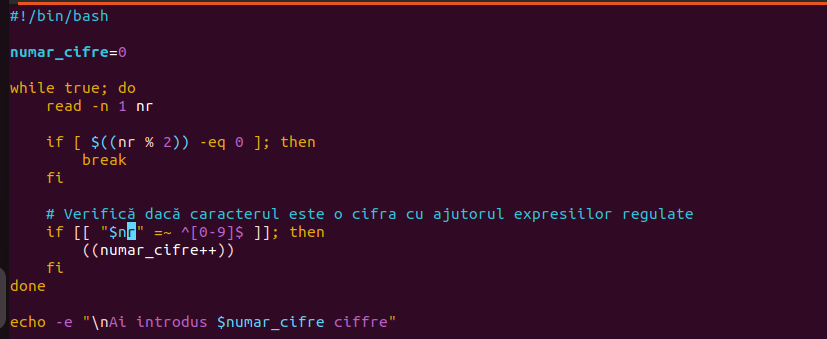 #!/bin/bash
numar_cifre=0
while true; do
read -n 1 nr
if [ $((nr % 2)) -eq 0 ]; then
break
fi
# Verifică dacă caracterul este o cifra cu ajutorul expresiilor regulate
if [[ "$nr" =~ ^[0-9]$ ]]; then
((numar_cifre++))
fi
done
echo -e "\nAi introdus $numar_cifre ciffre"